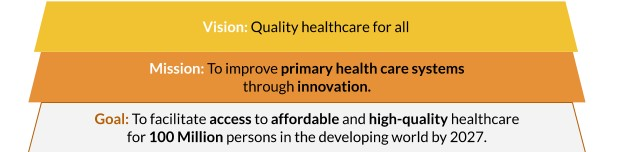 Vision: Quality healthcare for all
Mission: To improve primary health care systems
through innovation.
Goal: To facilitate access to affordable and high-quality healthcare
for 100 Million persons in the developing world by 2027.